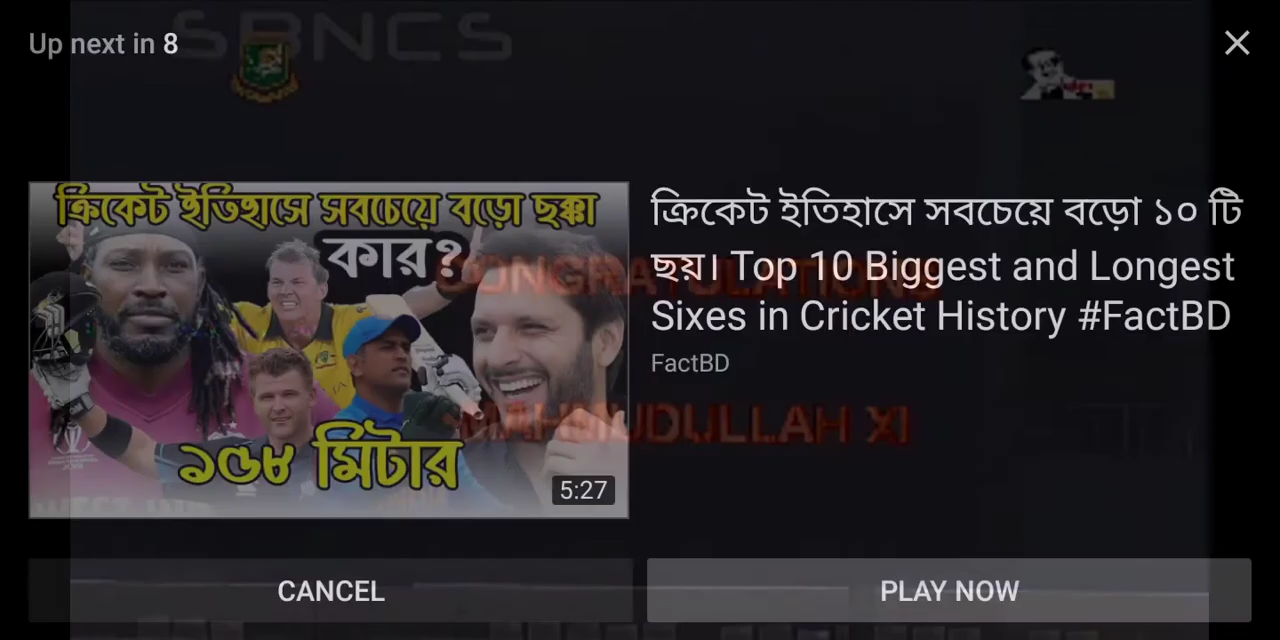 SBNCS
Up next in 8
ক্রিকেট ইতিহাসে সবচেয়ে বড়ো ছক্কা
কার?
১৫৮ মিটার
5:27
ক্রিকেট ইতিহাসে সবচেয়ে বড়ো ১০ টি
ছয়। Top 10 Biggest and Longest
Sixes in Cricket History #FactBD
FactBD
CONGRATULATIONS
MAHMUDULLAH XI
CANCEL
PLAY NOW